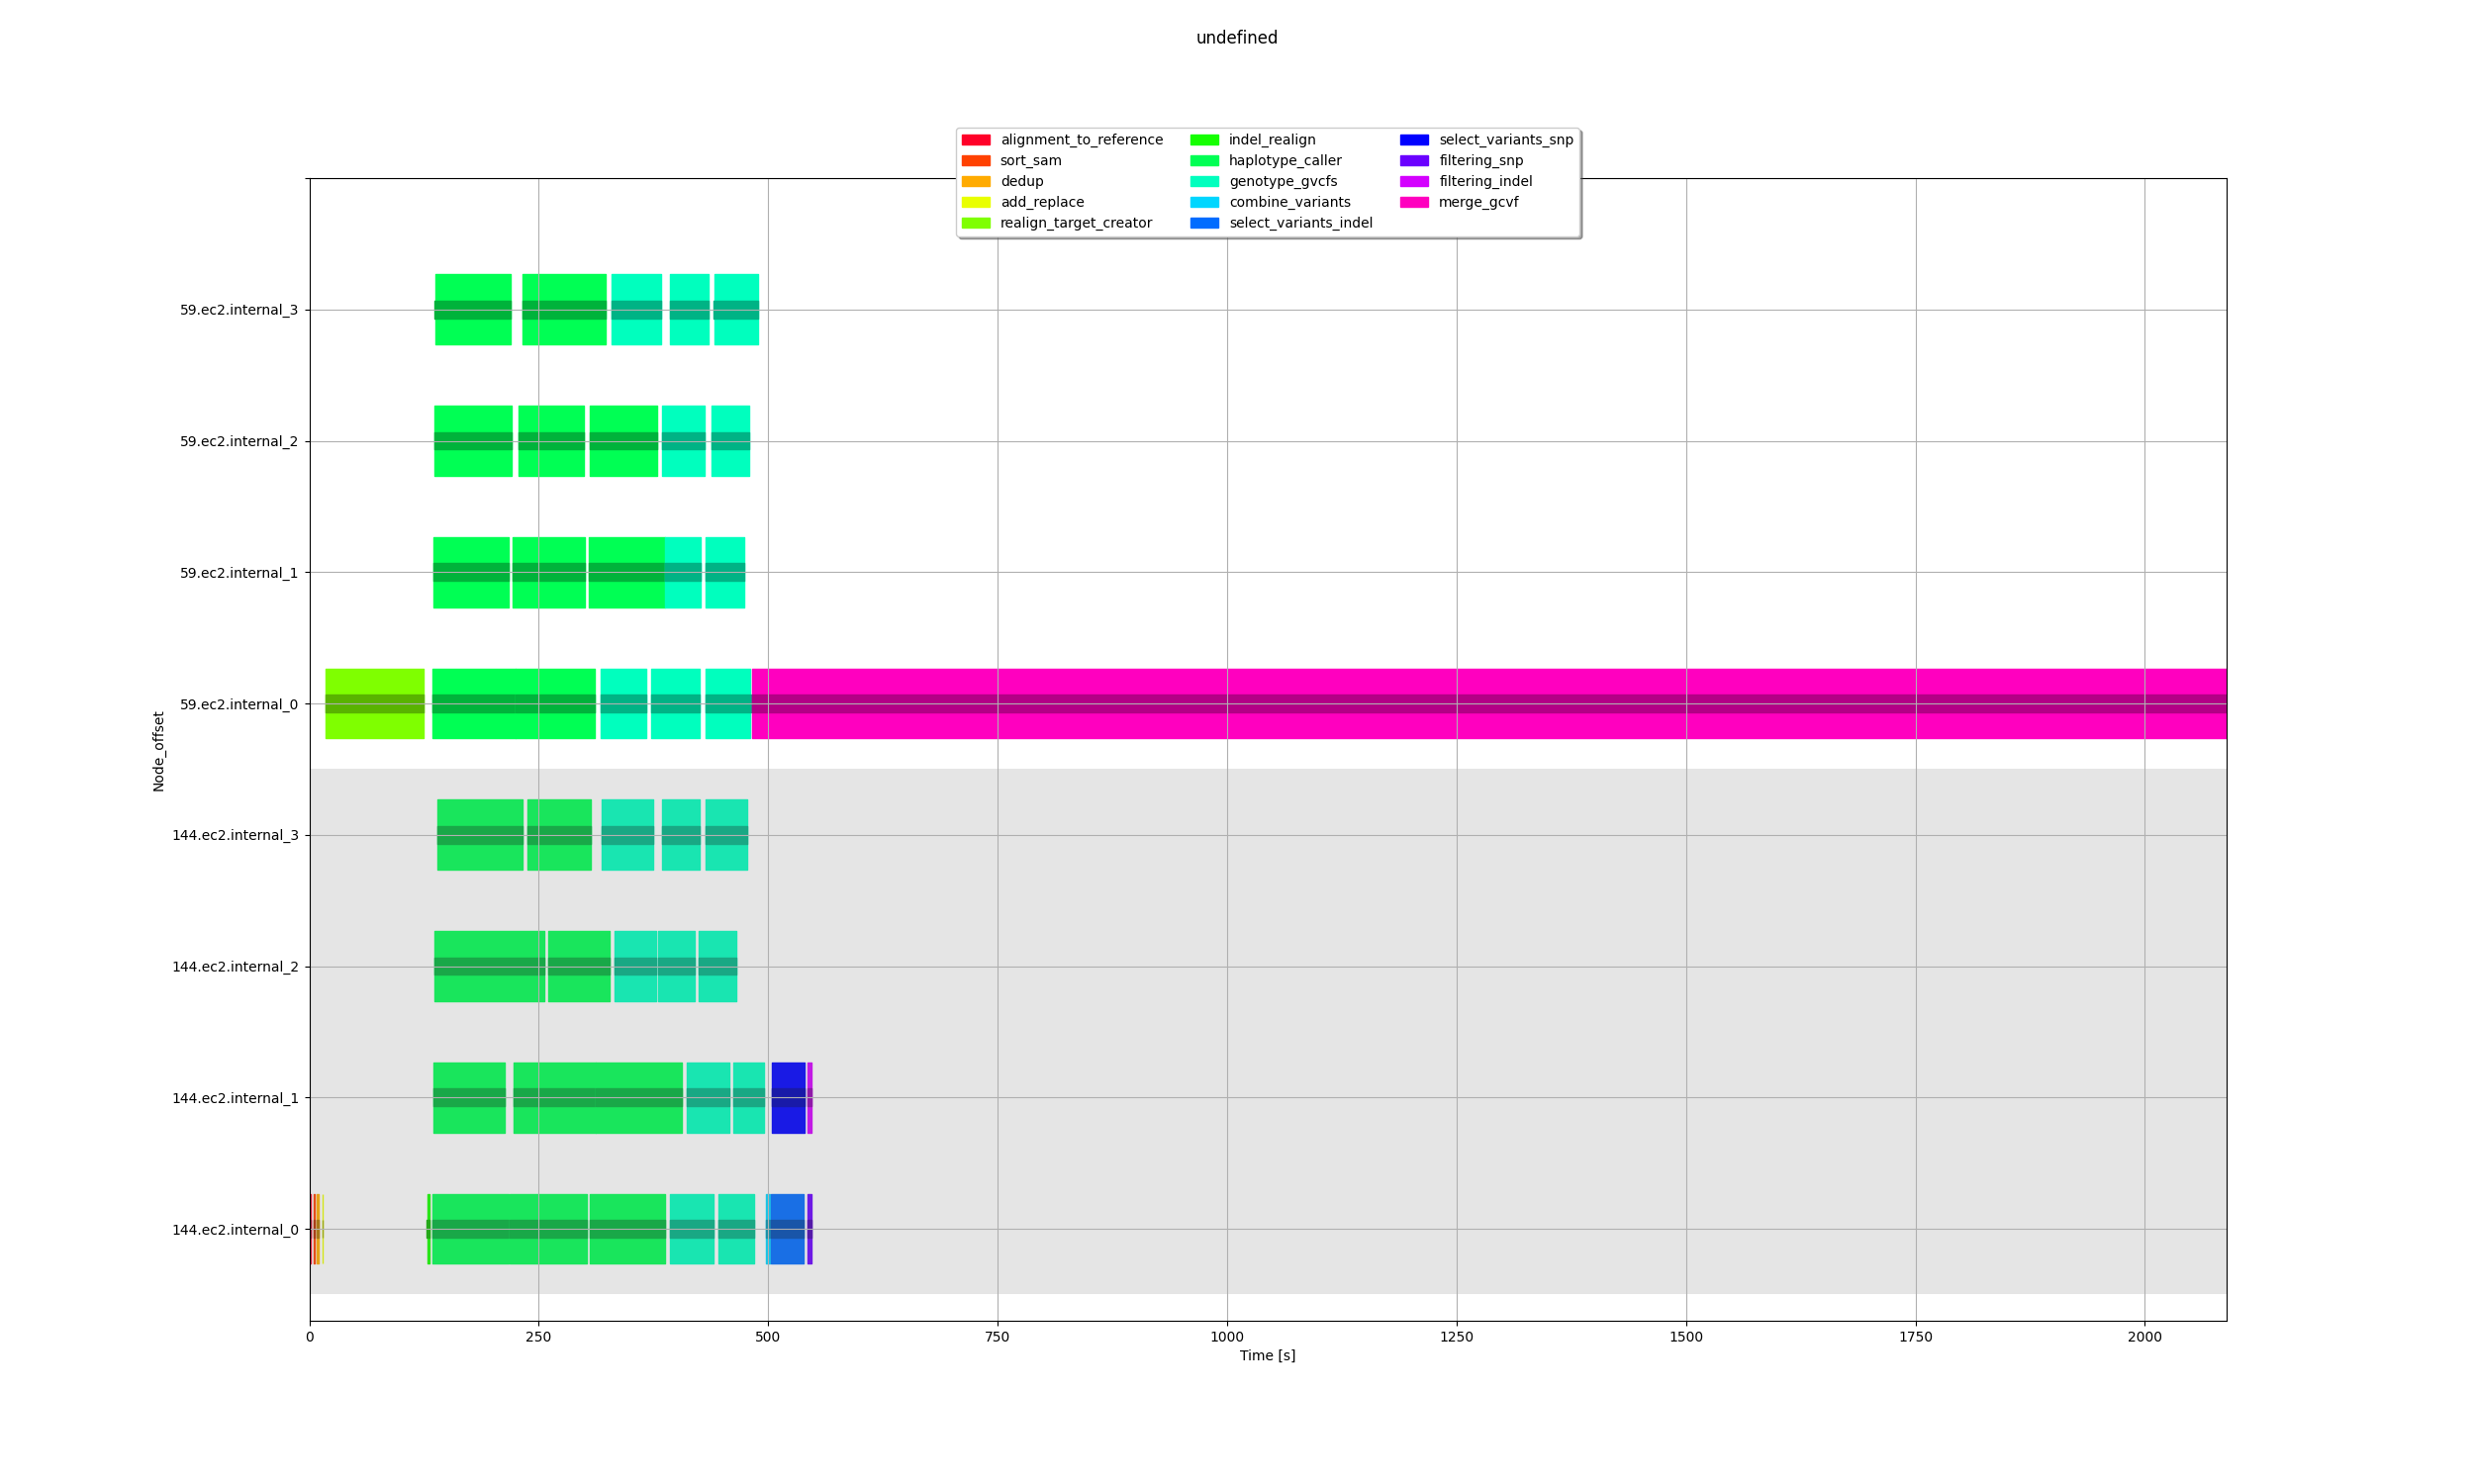 undefined
alignment_to_reference
sort_sam
dedup
add_replace
realign_target_creator
indel_realign
haplotype_caller
genotype_gvcfs
combine_variants
select_variants_indel
select_variants_snp
filtering_snp
filtering_indel
merge_gcvf
59.ec2.internal_3
59.ec2.internal_2
59.ec2.internal_1
59.ec2.internal_0
144.ec2.internal_3
144.ec2.internal_2
144.ec2.internal_1
144.ec2.internal_0
Node_offset
0 250 500 750 1000 1250 1500 1750 2000
Time [s]